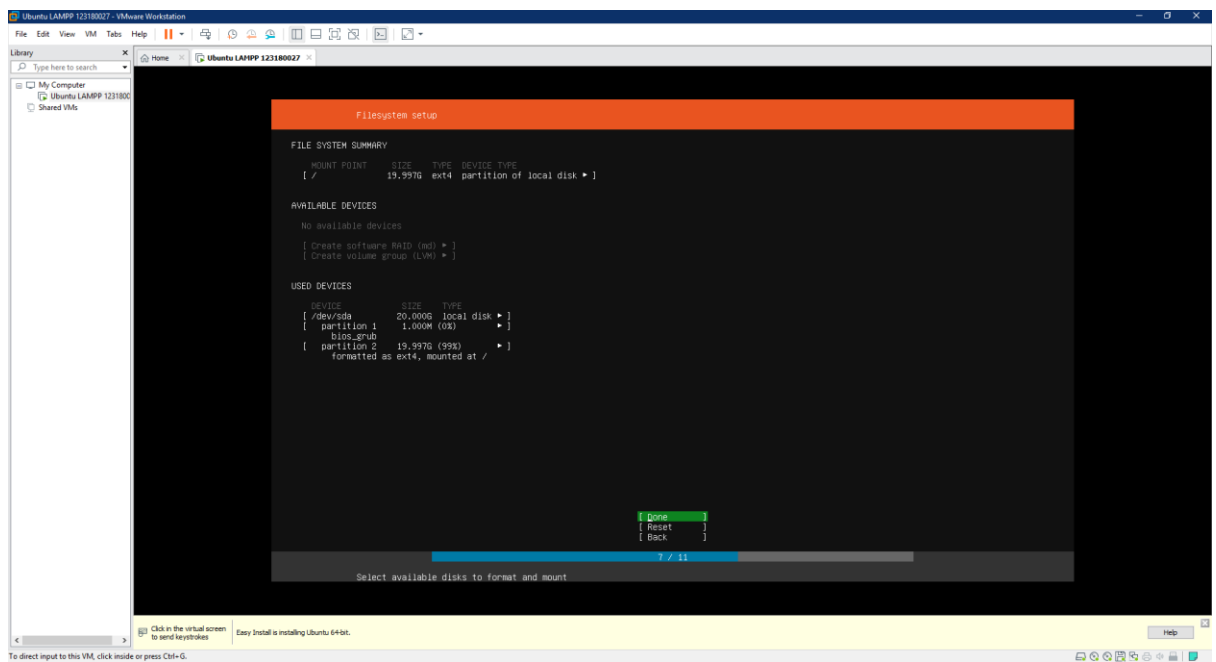 Ubuntu LAMPP 123180027 - VMware Workstation
File Edit View VM Tabs Help
Library
Home
Ubuntu LAMPP 123180027
Type here to search
My Computer
Ubuntu LAMPP 1231800
Shared VMs
Filesystem setup
FILE SYSTEM SUMMARY
MOUNT POINT SIZE TYPE DEVICE TYPE
[ / 19.997G ext4 partition of local disk ▸ ]
AVAILABLE DEVICES
No available devices
[ Create software RAID (md) ▸ ]
[ Create volume group (LVM) ▸ ]
USED DEVICES
DEVICE SIZE TYPE
[ /dev/sda 20.000G local disk ▸ ]
[ partition 1 1.000M (0%) ▸ ]
bios_grub
[ partition 2 19.997G (99%) ▸ ]
formatted as ext4, mounted at /
[ Done ]
[ Reset ]
[ Back ]
7 / 11
Select available disks to format and mount
Click in the virtual screen
to send keystrokes
Easy Install is installing Ubuntu 64-bit.
Help
To direct input to this VM, click inside or press Ctrl+G.